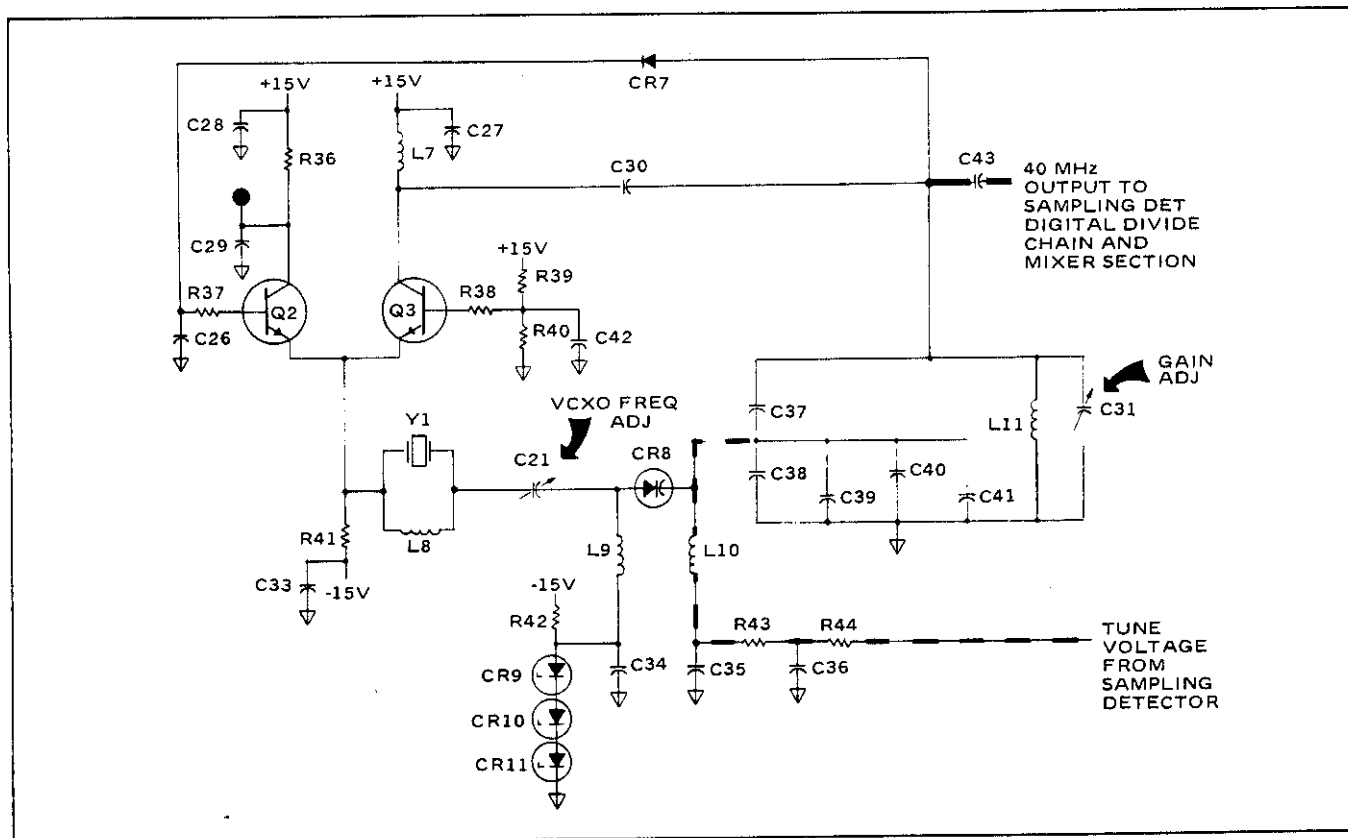 CR7
+15V
+15V
C28
C27
R36
L7
C30
C43
40 MHz
OUTPUT TO
SAMPLING DET
DIGITAL DIVIDE
CHAIN AND
MIXER SECTION
C29
+15V
R39
R37
Q2
Q3
R38
R40
C42
C26
GAIN
ADJ
VCXO FREQ
ADJ
C37
L11
C31
Y1
C21
CR8
C38
C39
C40
C41
R41
L8
L9
L10
C33
-15V
-15V
R42
R43
R44
TUNE
VOLTAGE
FROM
SAMPLING
DETECTOR
C34
C35
C36
CR9
CR10
CR11